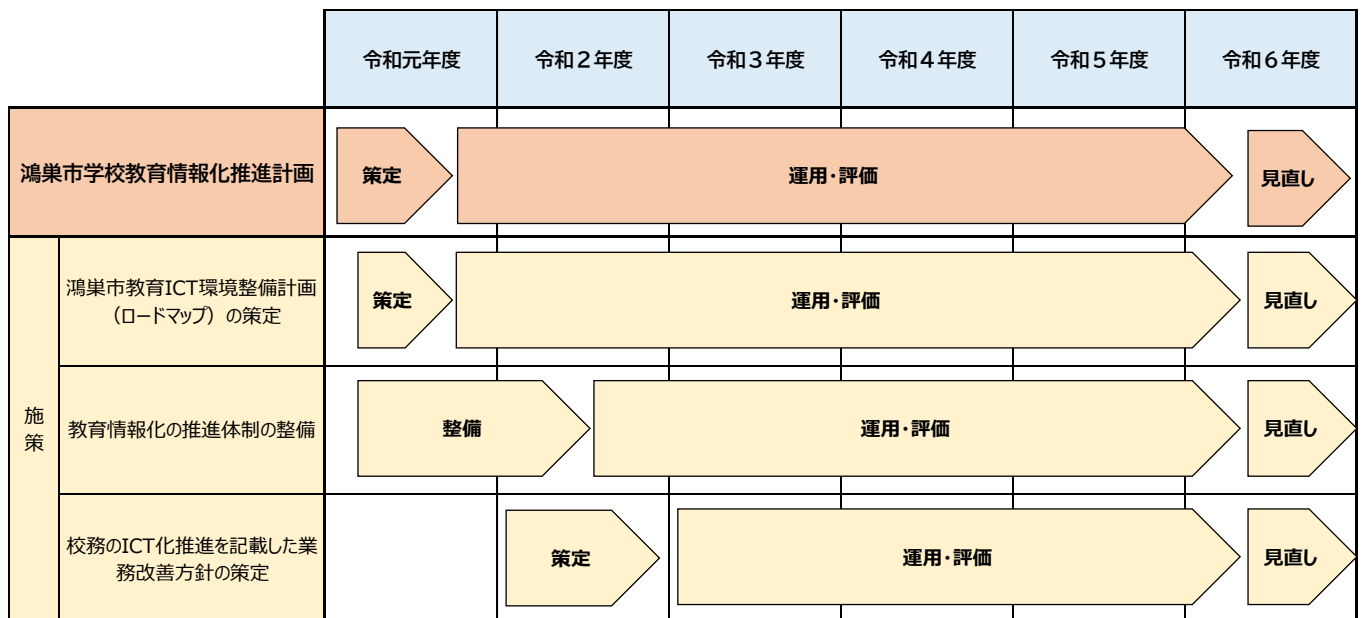 令和元年度
令和２年度
令和３年度
令和４年度
令和５年度
令和６年度
鴻巣市学校教育情報化推進計画
策定
運用・評価
見直し
施
策
鴻巣市教育ICT環境整備計画
（ロードマップ）の策定
策定
運用・評価
見直し
教育情報化の推進体制の整備
整備
運用・評価
見直し
校務のICT化推進を記載した業
務改善方針の策定
策定
運用・評価
見直し